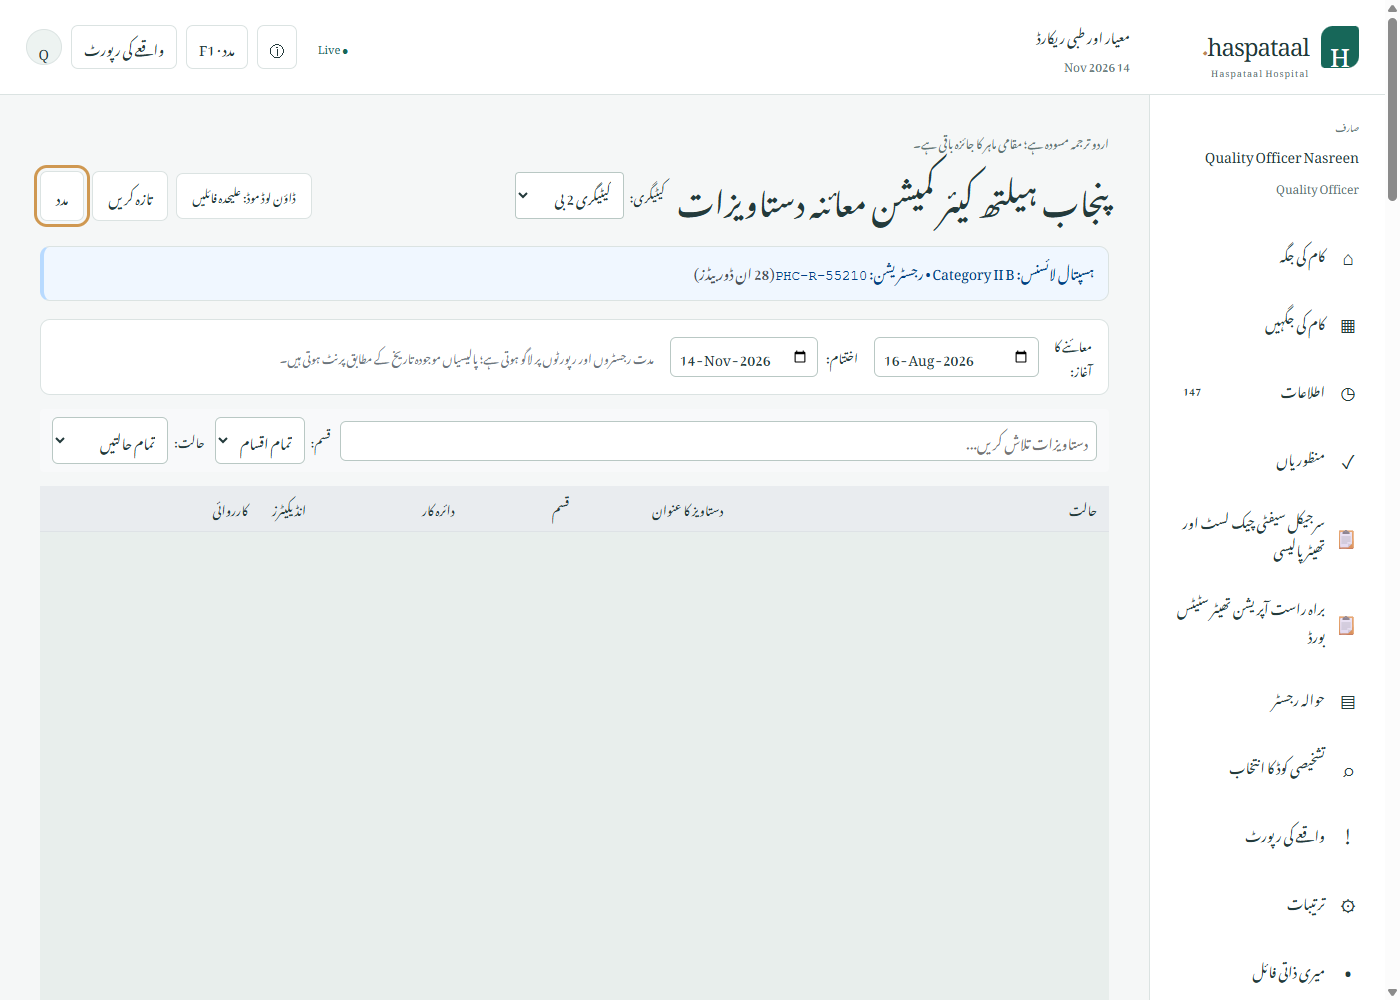 haspataal.
Haspataal Hospital
معیار اور طبی ریکارڈ
14 Nov 2026
Live
مدد F1
واقعے کی رپورٹ
Q
صارف
Quality Officer Nasreen
Quality Officer
کام کی جگہ
کام کی جگہیں
اطلاعات
147
منظوریاں
سرجیکل سیفٹی چیک لسٹ اور
تھیٹر پالیسی
براہ راست آپریشن تھیٹر سٹیٹس
بورڈ
حوالہ رجسٹر
تشخیصی کوڈ کا انتخاب
واقعے کی رپورٹ
ترتیبات
میری ذاتی فائل
اردو ترجمہ مسودہ ہے؛ مقامی ماہر کا جائزہ باقی ہے۔
پنجاب ہیلتھ کیئر کمیشن معائنہ دستاویزات
کیٹیگری:
کیٹیگری 2 بی
ڈاؤن لوڈ موڈ: علیحدہ فائلیں
تازہ کریں
مدد
ہسپتال لائسنس: Category II B • رجسٹریشن: PHC-R-55210 (28 ان ڈور بیڈز)
معائنے کا
آغاز:
16-Aug-2026
اختتام:
14-Nov-2026
مدت رجسٹروں اور رپورٹوں پر لاگو ہوتی ہے؛ پالیسیاں موجودہ تاریخ کے مطابق پرنٹ ہوتی ہیں۔
دستاویزات تلاش کریں...
قسم:
تمام اقسام
حالت:
تمام حالتیں
حالت
دستاویز کا عنوان
قسم
دائرہ کار
انڈیکیٹرز
کارروائی